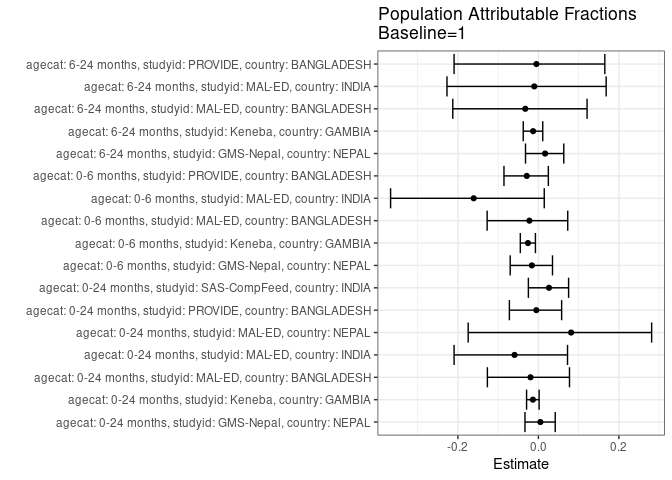 Population Attributable Fractions
Baseline=1
agecat: 6-24 months, studyid: PROVIDE, country: BANGLADESH
agecat: 6-24 months, studyid: MAL-ED, country: INDIA
agecat: 6-24 months, studyid: MAL-ED, country: BANGLADESH
agecat: 6-24 months, studyid: Keneba, country: GAMBIA
agecat: 6-24 months, studyid: GMS-Nepal, country: NEPAL
agecat: 0-6 months, studyid: PROVIDE, country: BANGLADESH
agecat: 0-6 months, studyid: MAL-ED, country: INDIA
agecat: 0-6 months, studyid: MAL-ED, country: BANGLADESH
agecat: 0-6 months, studyid: Keneba, country: GAMBIA
agecat: 0-6 months, studyid: GMS-Nepal, country: NEPAL
agecat: 0-24 months, studyid: SAS-CompFeed, country: INDIA
agecat: 0-24 months, studyid: PROVIDE, country: BANGLADESH
agecat: 0-24 months, studyid: MAL-ED, country: NEPAL
agecat: 0-24 months, studyid: MAL-ED, country: INDIA
agecat: 0-24 months, studyid: MAL-ED, country: BANGLADESH
agecat: 0-24 months, studyid: Keneba, country: GAMBIA
agecat: 0-24 months, studyid: GMS-Nepal, country: NEPAL
-0.2 0.0 0.2
Estimate